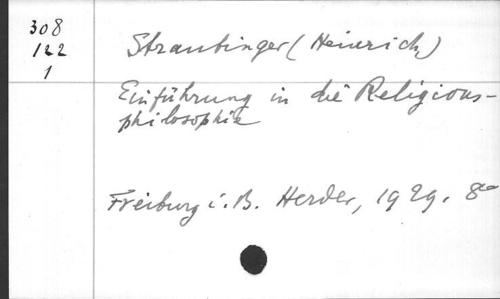 308
122
1
Straubinger (Heinrich)
Einführung in die Religions-
philosophie
Freiburg i. B. Herder, 1929. 8°